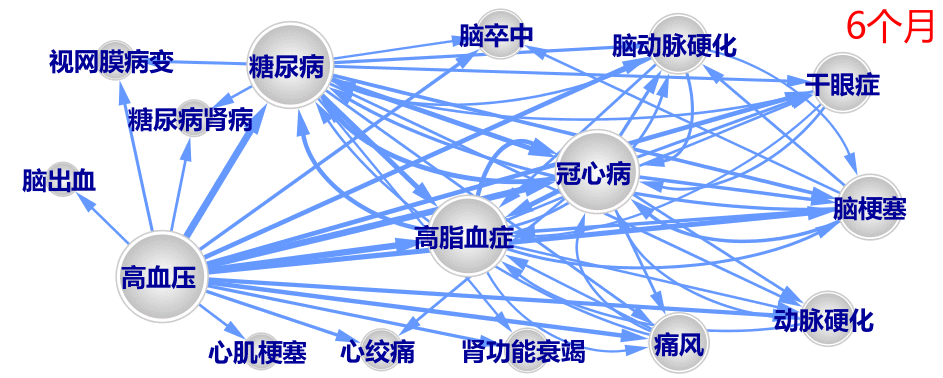 6个月
脑卒中
脑动脉硬化
视网膜病变
糖尿病
干眼症
糖尿病肾病
冠心病
脑出血
脑梗塞
高脂血症
高血压
动脉硬化
心肌梗塞
心绞痛
肾功能衰竭
痛风